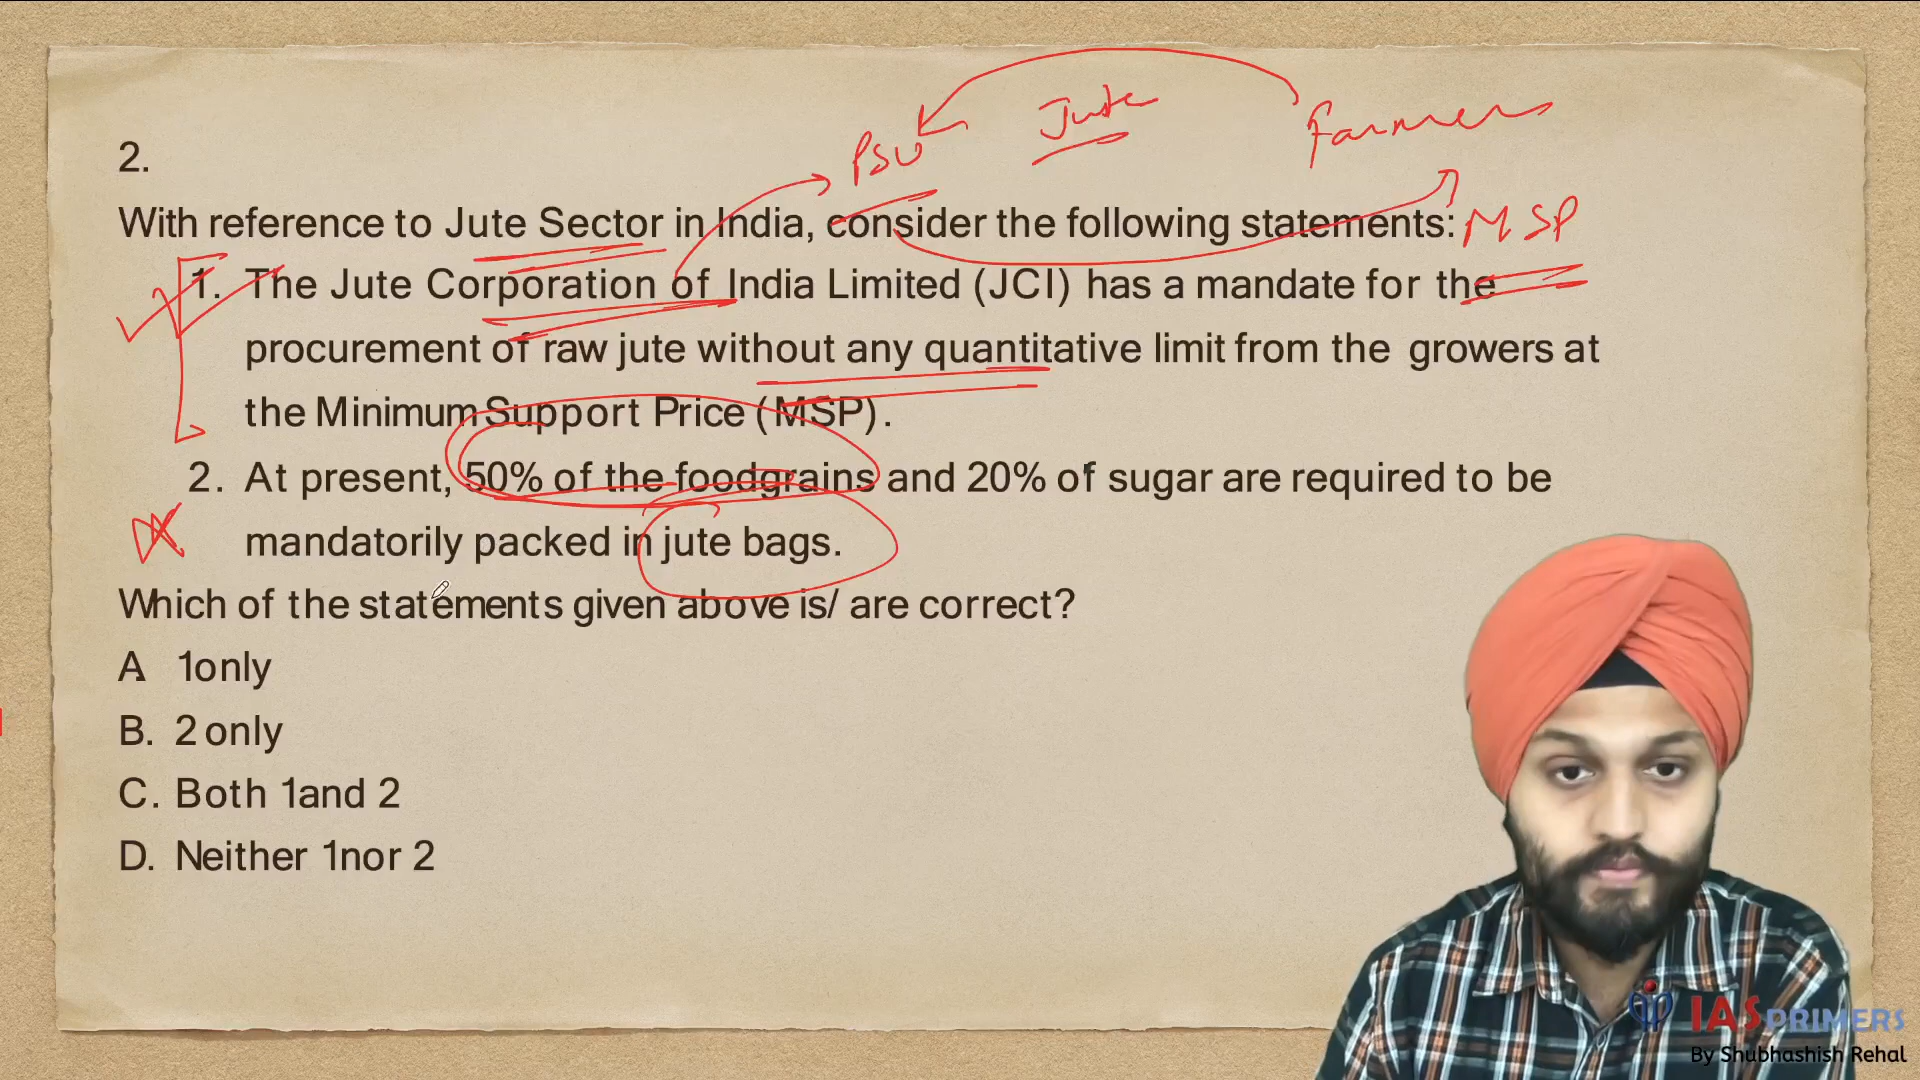 Jute
Farmers
PSU
2.
With reference to Jute Sector in India, consider the following statements:
MSP
1. The Jute Corporation of India Limited (JCI) has a mandate for the
procurement of raw jute without any quantitative limit from the growers at
the Minimum Support Price (MSP).
2. At present, 50% of the foodgrains and 20% of sugar are required to be
mandatorily packed in jute bags.
Which of the statements given above is/ are correct?
A. 1only
B. 2 only
C. Both 1and 2
D. Neither 1nor 2
IAS PRIMERS
By Shubhashish Rehal